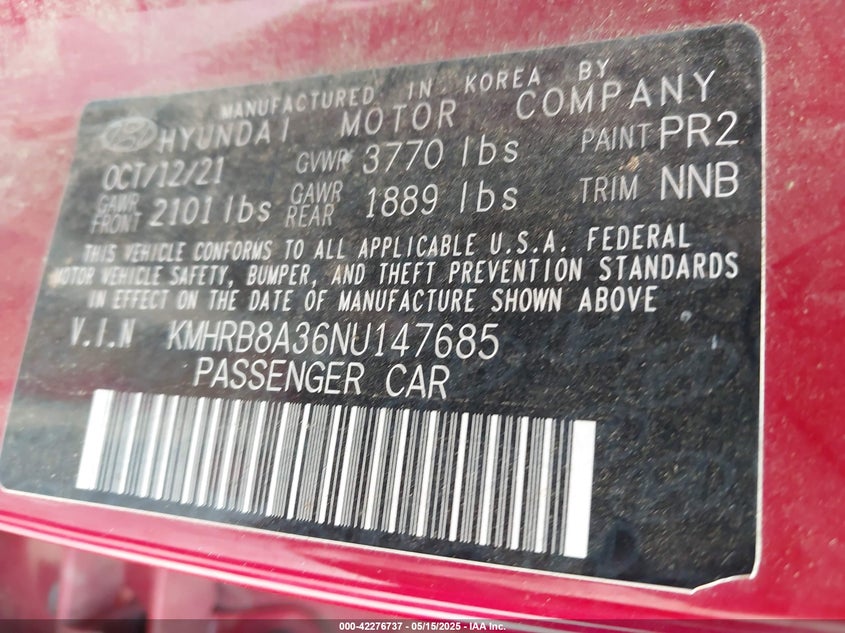 MANUFACTURED IN KOREA BY
HYUNDAI MOTOR COMPANY
OCT/12/21 GVWR 3770 lbs PAINT PR2
GAWR FRONT 2101 lbs GAWR REAR 1889 lbs TRIM NNB
THIS VEHICLE CONFORMS TO ALL APPLICABLE U.S.A. FEDERAL
MOTOR VEHICLE SAFETY, BUMPER, AND THEFT PREVENTION STANDARDS
IN EFFECT ON THE DATE OF MANUFACTURE SHOWN ABOVE
V.I.N KMHRB8A36NU147685
PASSENGER CAR
000-42276737 - 05/15/2025 - IAA Inc.